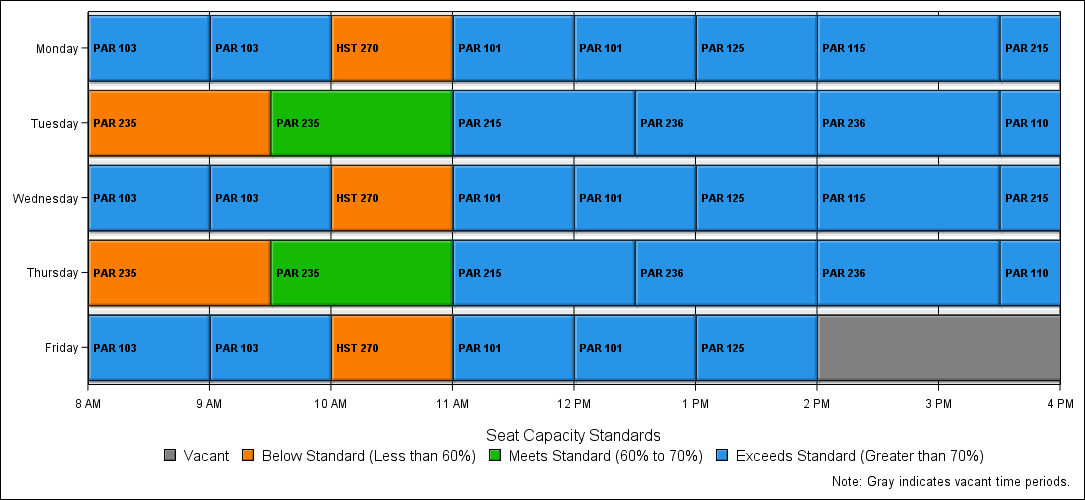 Monday PAR 103 PAR 103 HST 270 PAR 101 PAR 101 PAR 125 PAR 115 PAR 215
Tuesday PAR 235 PAR 235 PAR 215 PAR 236 PAR 236 PAR 110
Wednesday PAR 103 PAR 103 HST 270 PAR 101 PAR 101 PAR 125 PAR 115 PAR 215
Thursday PAR 235 PAR 235 PAR 215 PAR 236 PAR 236 PAR 110
Friday PAR 103 PAR 103 HST 270 PAR 101 PAR 101 PAR 125
8 AM 9 AM 10 AM 11 AM 12 PM 1 PM 2 PM 3 PM 4 PM
Seat Capacity Standards
Vacant Below Standard (Less than 60%) Meets Standard (60% to 70%) Exceeds Standard (Greater than 70%)
Note: Gray indicates vacant time periods.